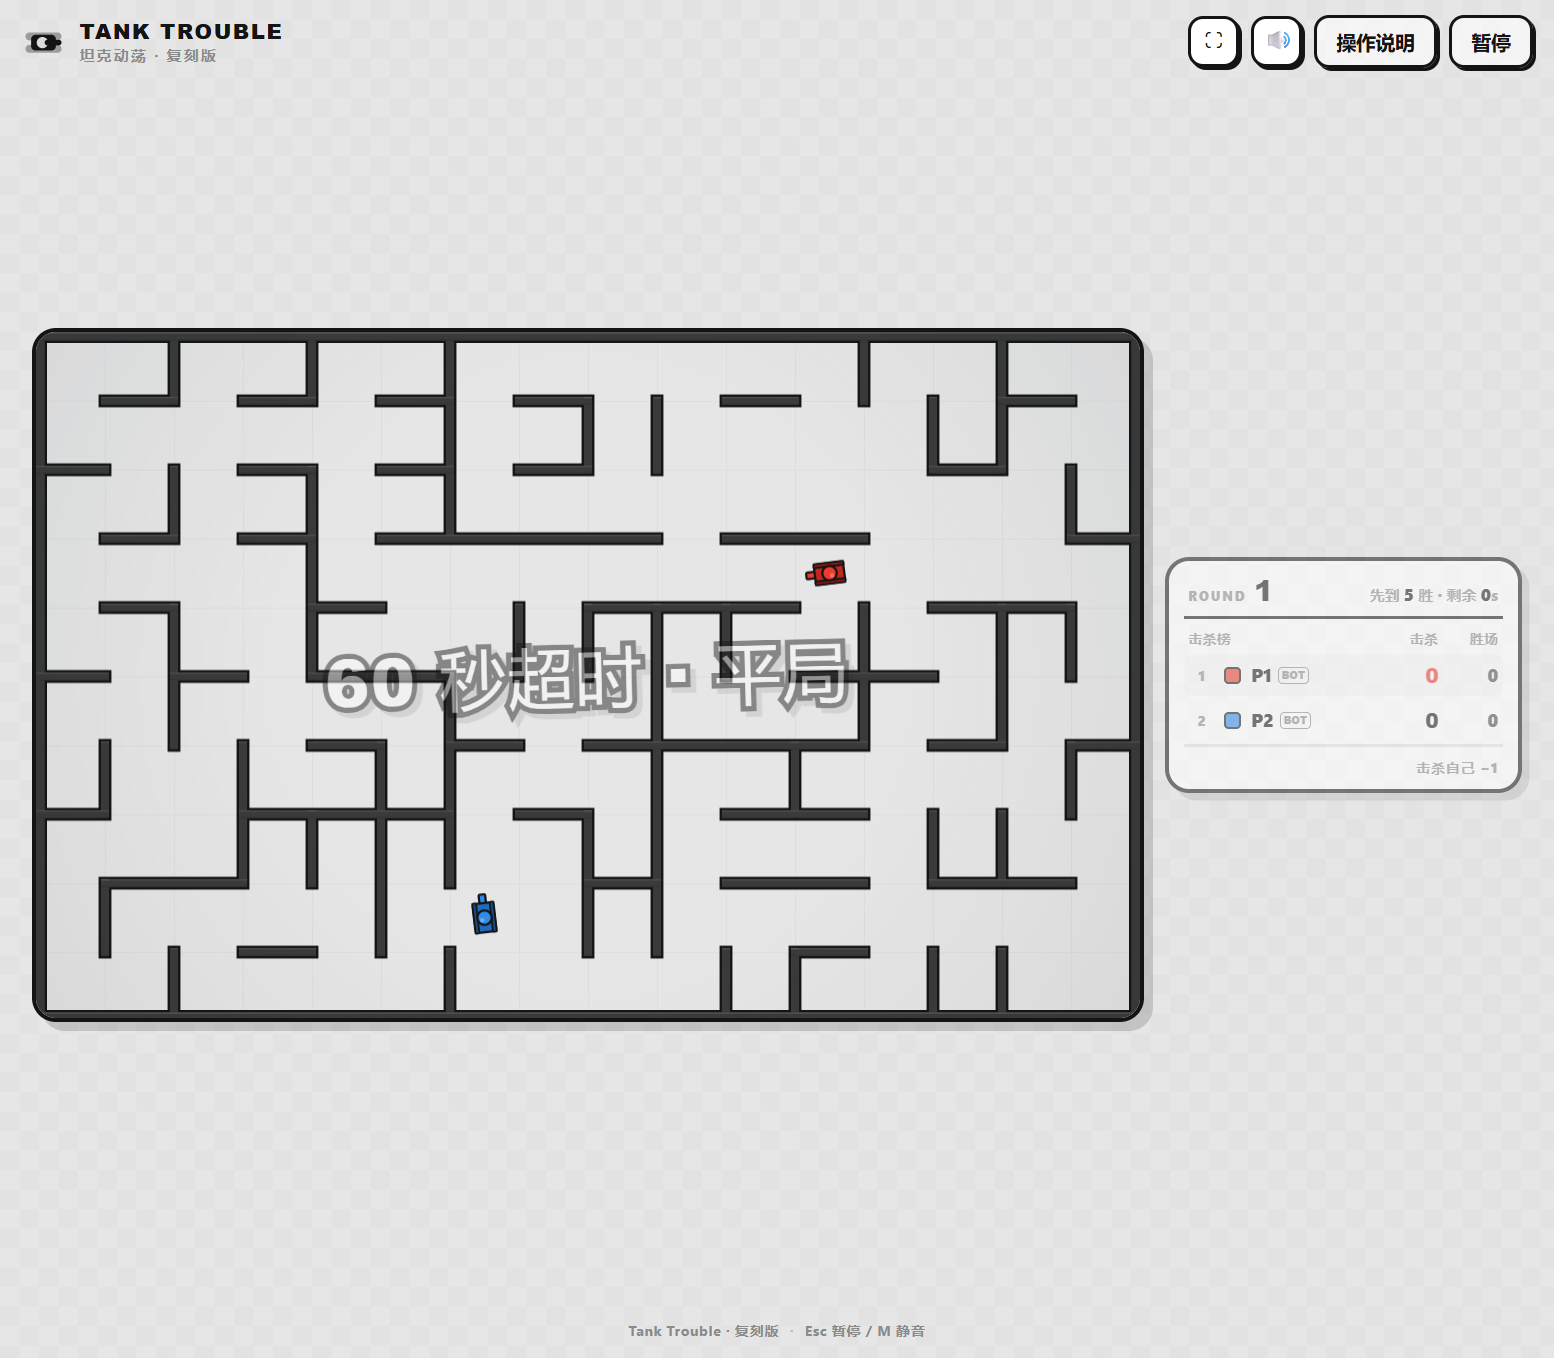 TANK TROUBLE
坦克动荡 · 复刻版
操作说明
暂停
60 秒超时 · 平局
ROUND 1
先到 5 胜 · 剩余 0s
击杀榜 击杀 胜场
1 P1 BOT 0 0
2 P2 BOT 0 0
击杀自己 −1
Tank Trouble · 复刻版 · Esc 暂停 / M 静音